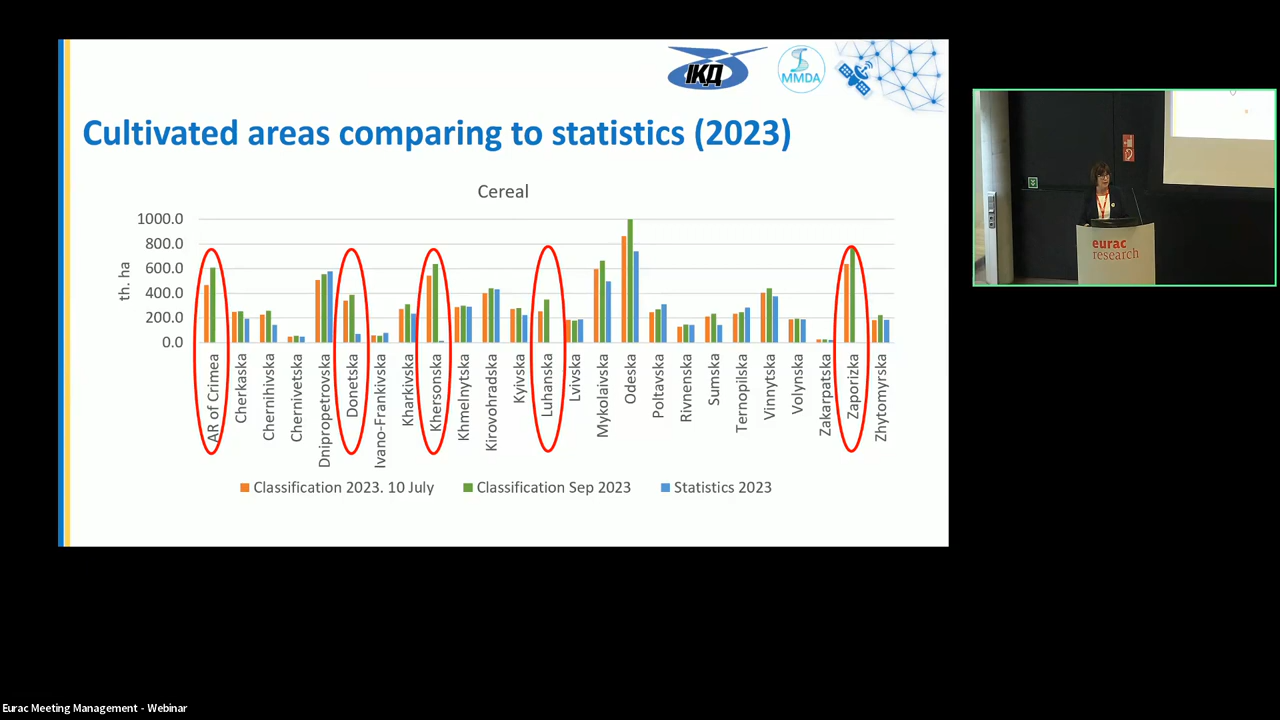 ІКД
MMDA
Cultivated areas comparing to statistics (2023)
Cereal
1000.0
800.0
600.0
400.0
200.0
0.0
th. ha
AR of Crimea
Cherkaska
Chernihivska
Chernivetska
Dnipropetrovska
Donetska
Ivano-Frankivska
Kharkivska
Khersonska
Khmelnytska
Kirovohradska
Kyivska
Luhanska
Lvivska
Mykolaivska
Odeska
Poltavska
Rivnenska
Sumska
Ternopilska
Vinnytska
Volynska
Zakarpatska
Zaporizka
Zhytomyrska
Classification 2023. 10 July
Classification Sep 2023
Statistics 2023
eurac
research
Eurac Meeting Management - Webinar